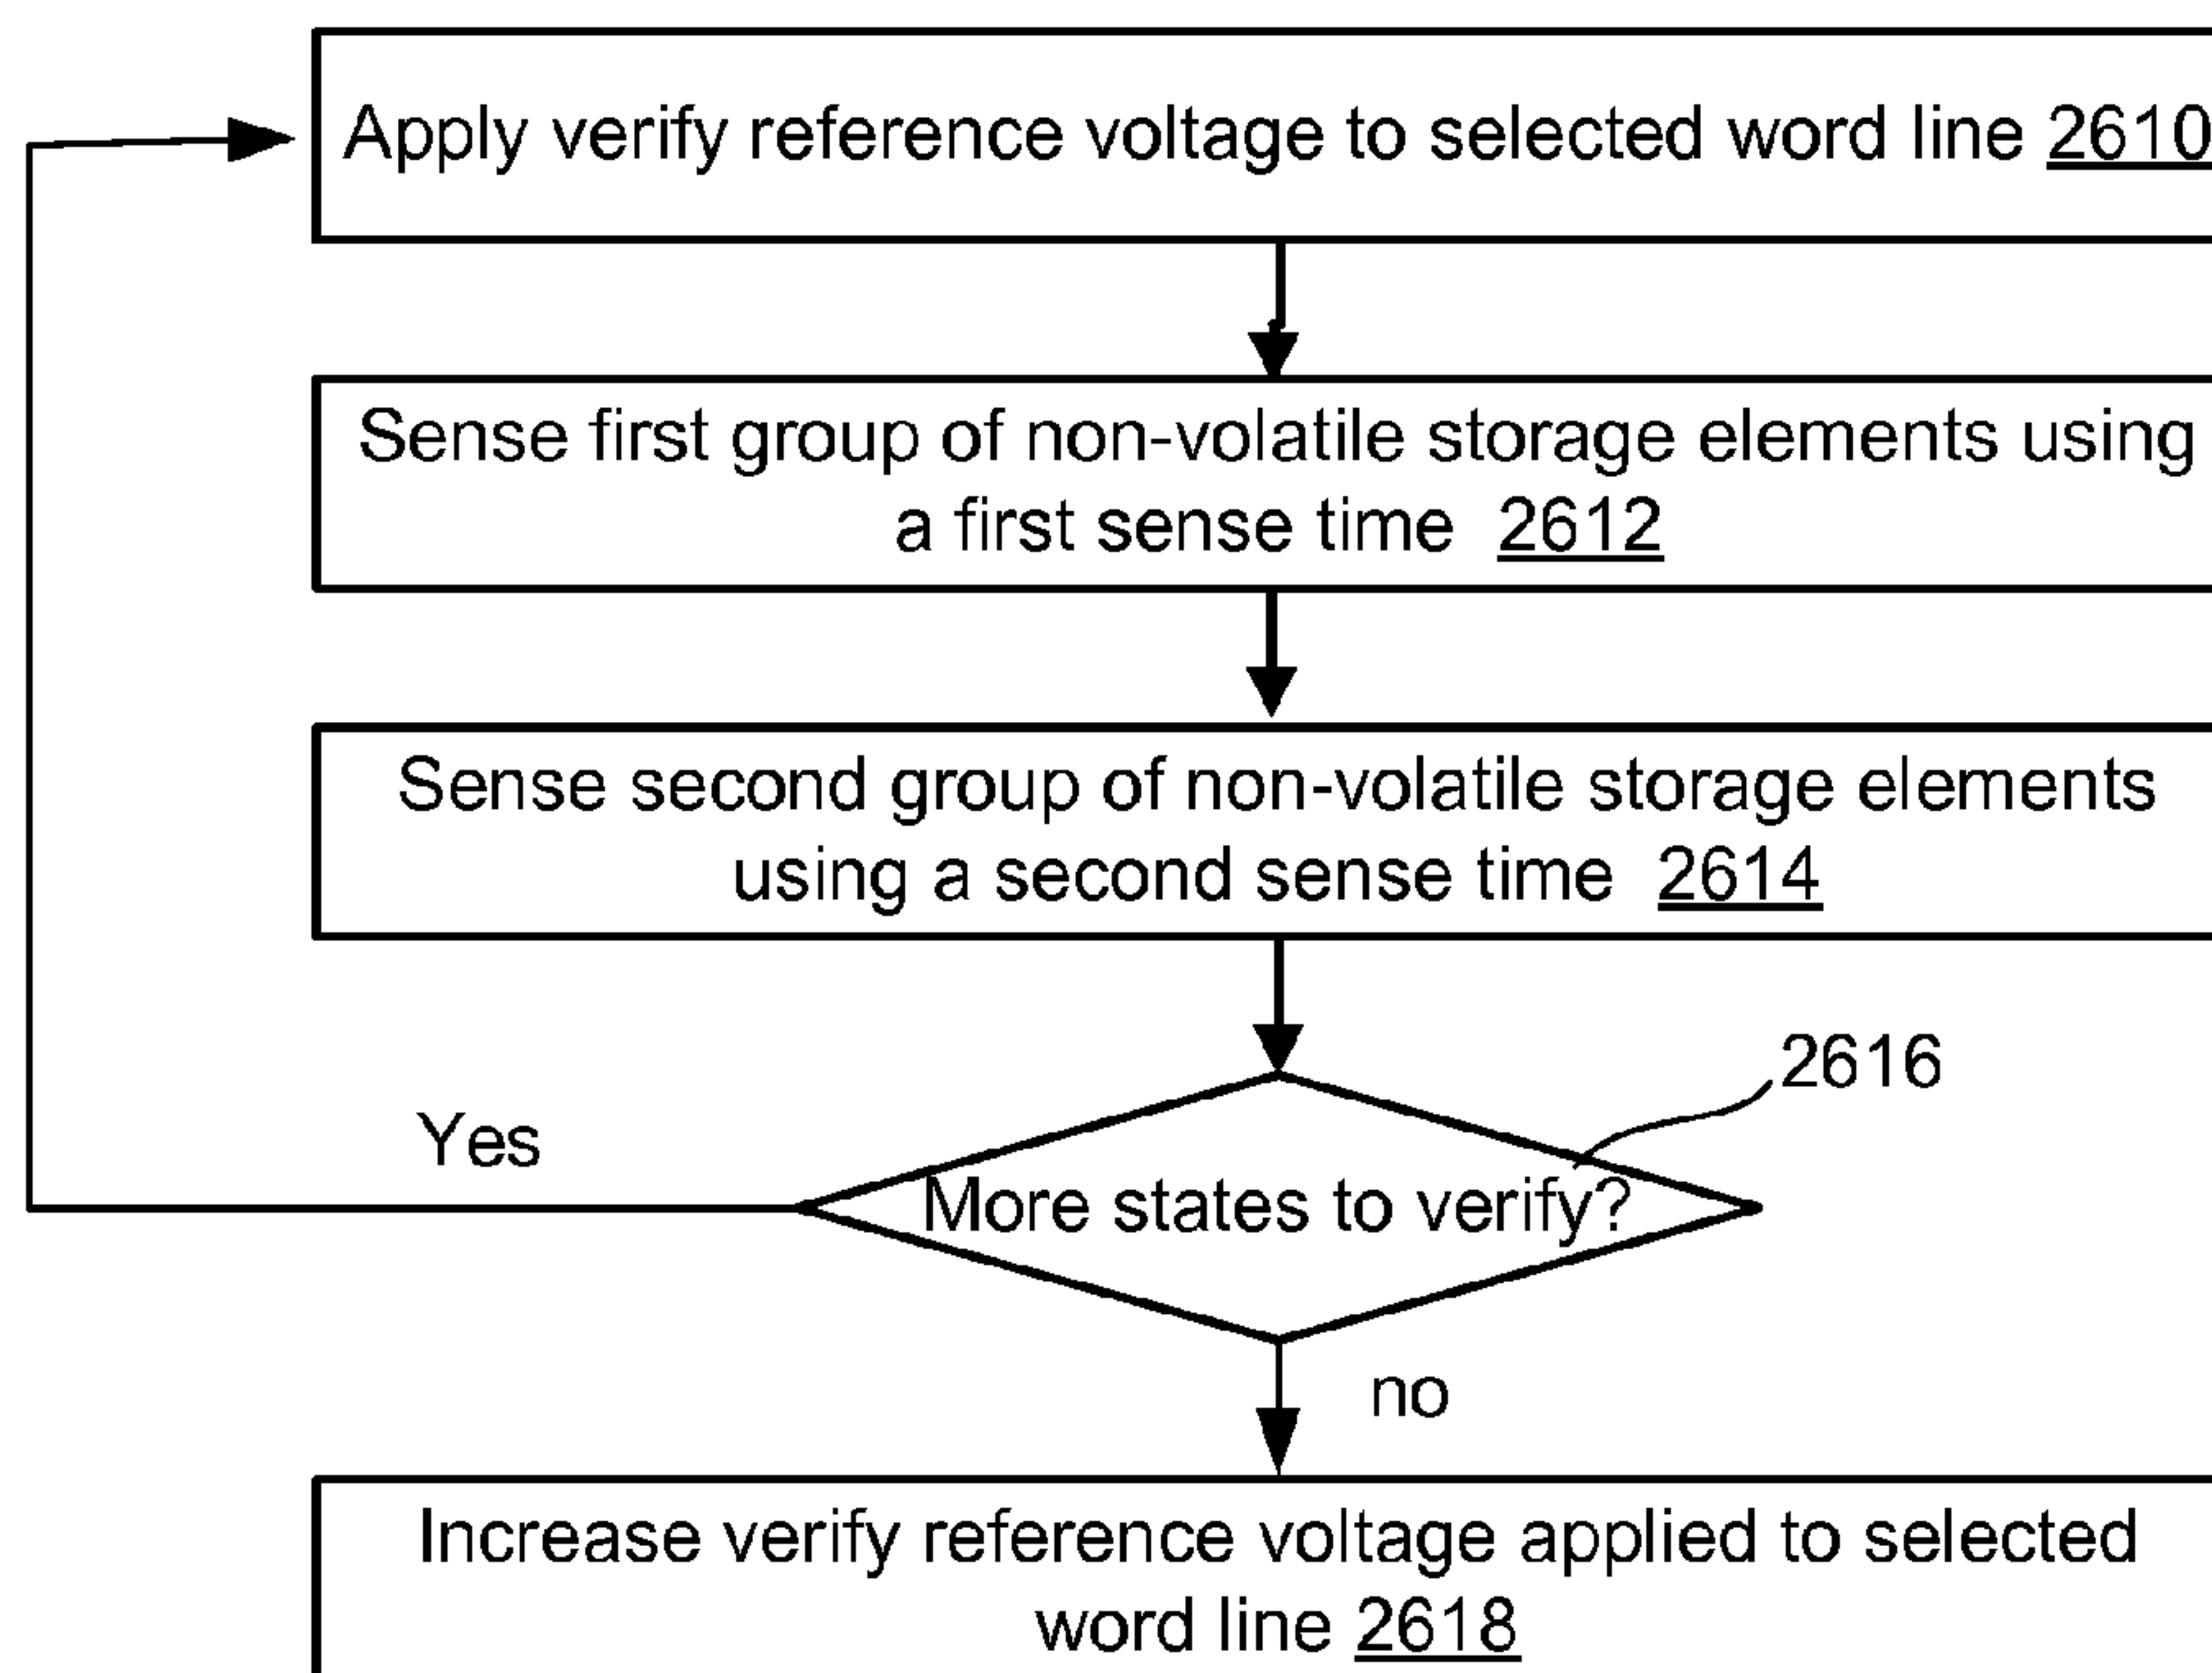 Apply verify reference voltage to selected word line 2610
Sense first group of non-volatile storage elements using
a first sense time 2612
Sense second group of non-volatile storage elements
using a second sense time 2614
2616
Yes
More states to verify?
no
Increase verify reference voltage applied to selected
word line 2618